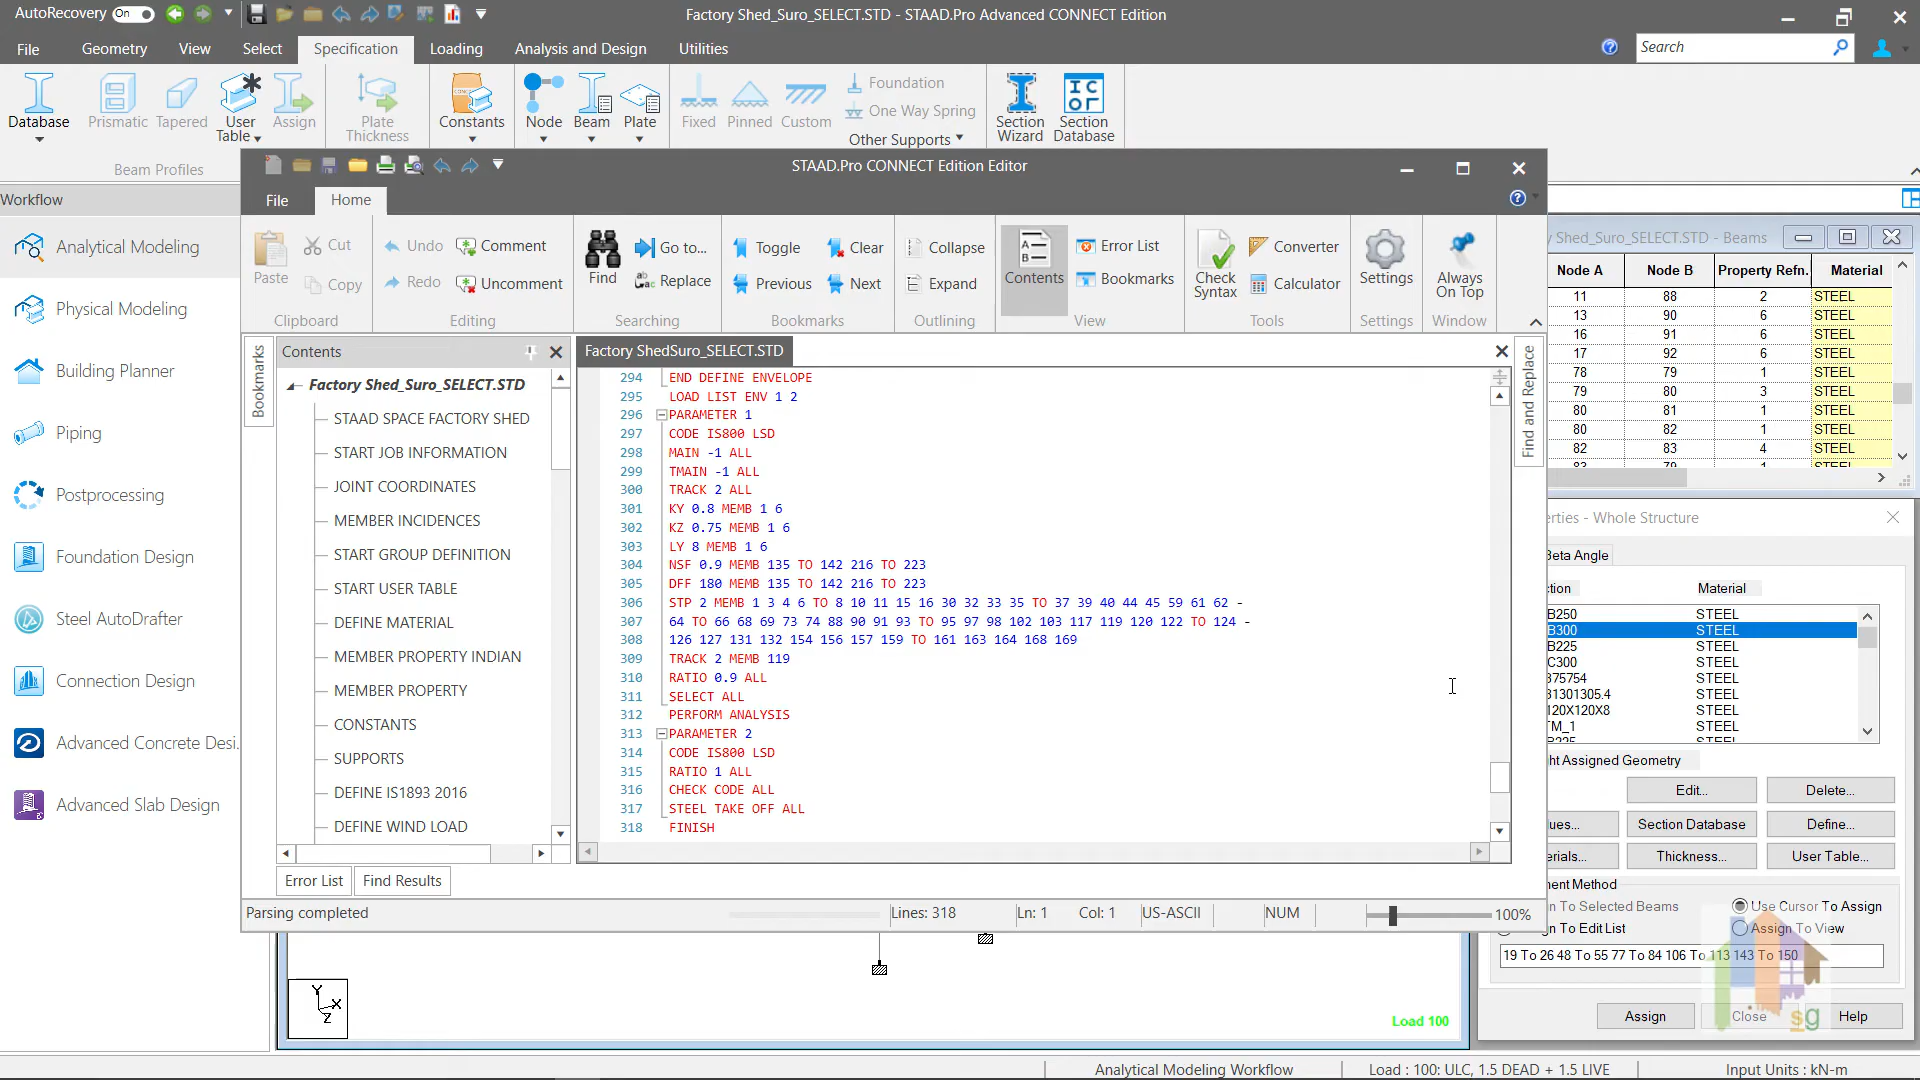 AutoRecovery On
Factory Shed_Suro_SELECT.STD - STAAD.Pro Advanced CONNECT Edition
File Geometry View Select Specification Loading Analysis and Design Utilities
Search
Database Prismatic Tapered User Table Assign
Plate Thickness
Constants
Node Beam Plate
Fixed Pinned Custom
Foundation
One Way Spring
Other Supports
Section Wizard
Section Database
Beam Profiles
Workflow
Analytical Modeling
Physical Modeling
Building Planner
Piping
Postprocessing
Foundation Design
Steel AutoDrafter
Connection Design
Advanced Concrete Desi.
Advanced Slab Design
STAAD.Pro CONNECT Edition Editor
File Home
Paste
Cut
Copy
Clipboard
Undo
Redo
Comment
Uncomment
Editing
Find
Go to...
Replace
Searching
Toggle Clear
Previous Next
Bookmarks
Collapse
Expand
Outlining
Contents
Error List
Bookmarks
View
Check Syntax
Converter
Calculator
Tools
Settings
Settings
Always On Top
Window
Bookmarks
Contents
Factory Shed_Suro_SELECT.STD
STAAD SPACE FACTORY SHED
START JOB INFORMATION
JOINT COORDINATES
MEMBER INCIDENCES
START GROUP DEFINITION
START USER TABLE
DEFINE MATERIAL
MEMBER PROPERTY INDIAN
MEMBER PROPERTY
CONSTANTS
SUPPORTS
DEFINE IS1893 2016
DEFINE WIND LOAD
Factory ShedSuro_SELECT.STD
294 END DEFINE ENVELOPE
295 LOAD LIST ENV 1 2
296 PARAMETER 1
297 CODE IS800 LSD
298 MAIN -1 ALL
299 TMAIN -1 ALL
300 TRACK 2 ALL
301 KY 0.8 MEMB 1 6
302 KZ 0.75 MEMB 1 6
303 LY 8 MEMB 1 6
304 NSF 0.9 MEMB 135 TO 142 216 TO 223
305 DFF 180 MEMB 135 TO 142 216 TO 223
306 STP 2 MEMB 1 3 4 6 TO 8 10 11 15 16 30 32 33 35 TO 37 39 40 44 45 59 61 62 -
307 64 TO 66 68 69 73 74 88 90 91 93 TO 95 97 98 102 103 117 119 120 122 TO 124 -
308 126 127 131 132 154 156 157 159 TO 161 163 164 168 169
309 TRACK 2 MEMB 119
310 RATIO 0.9 ALL
311 SELECT ALL
312 PERFORM ANALYSIS
313 PARAMETER 2
314 CODE IS800 LSD
315 RATIO 1 ALL
316 CHECK CODE ALL
317 STEEL TAKE OFF ALL
318 FINISH
Find and Replace
Error List Find Results
Parsing completed
Lines: 318 Ln: 1 Col: 1 US-ASCII NUM 100%
y Shed_Suro_SELECT.STD - Beams
Node A Node B Property Refn. Material
11 88 2 STEEL
13 90 6 STEEL
16 91 6 STEEL
17 92 6 STEEL
78 79 1 STEEL
79 80 3 STEEL
80 81 1 STEEL
80 82 1 STEEL
82 83 4 STEEL
83 79 1 STEEL
erties - Whole Structure
Beta Angle
ction Material
B250 STEEL
B300 STEEL
B225 STEEL
C300 STEEL
375754 STEEL
31301305.4 STEEL
120X120X8 STEEL
TM_1 STEEL
B225 STEEL
ht Assigned Geometry
Edit... Delete...
lues... Section Database Define...
erials... Thickness... User Table...
ment Method
n To Selected Beams Use Cursor To Assign
gn To Edit List Assign To View
19 To 26 48 To 55 77 To 84 106 To 113 143 To 150
Assign Close Help
sg
Y
X
Z
Load 100
Analytical Modeling Workflow Load : 100: ULC, 1.5 DEAD + 1.5 LIVE Input Units : kN-m